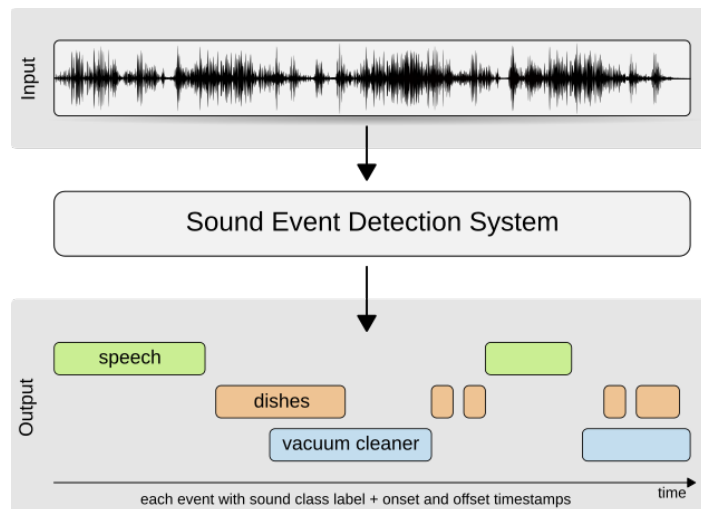 Input
Sound Event Detection System
Output
speech
dishes
vacuum cleaner
time
each event with sound class label + onset and offset timestamps